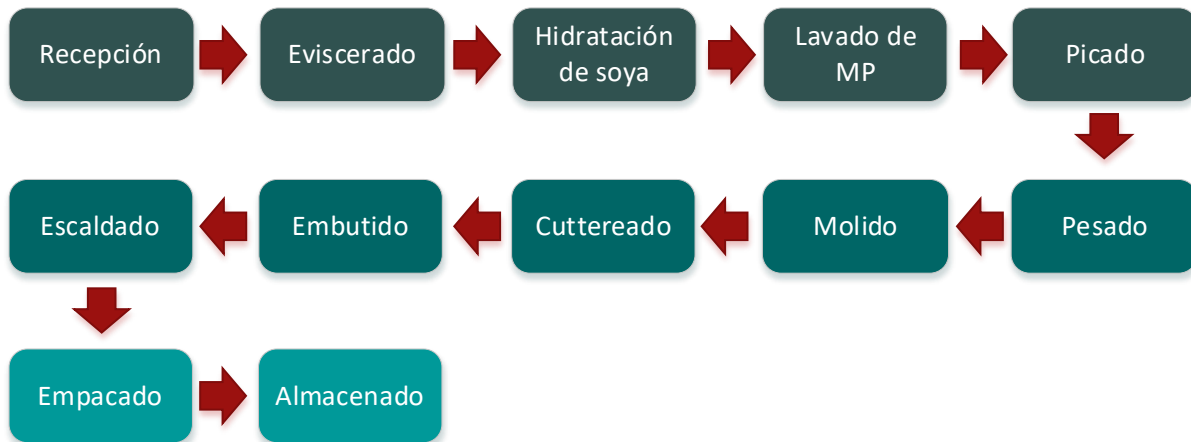 Recepción
Eviscerado
Hidratación
de soya
Lavado de
MP
Picado
Pesado
Molido
Cuttereado
Embutido
Escaldado
Empacado
Almacenado